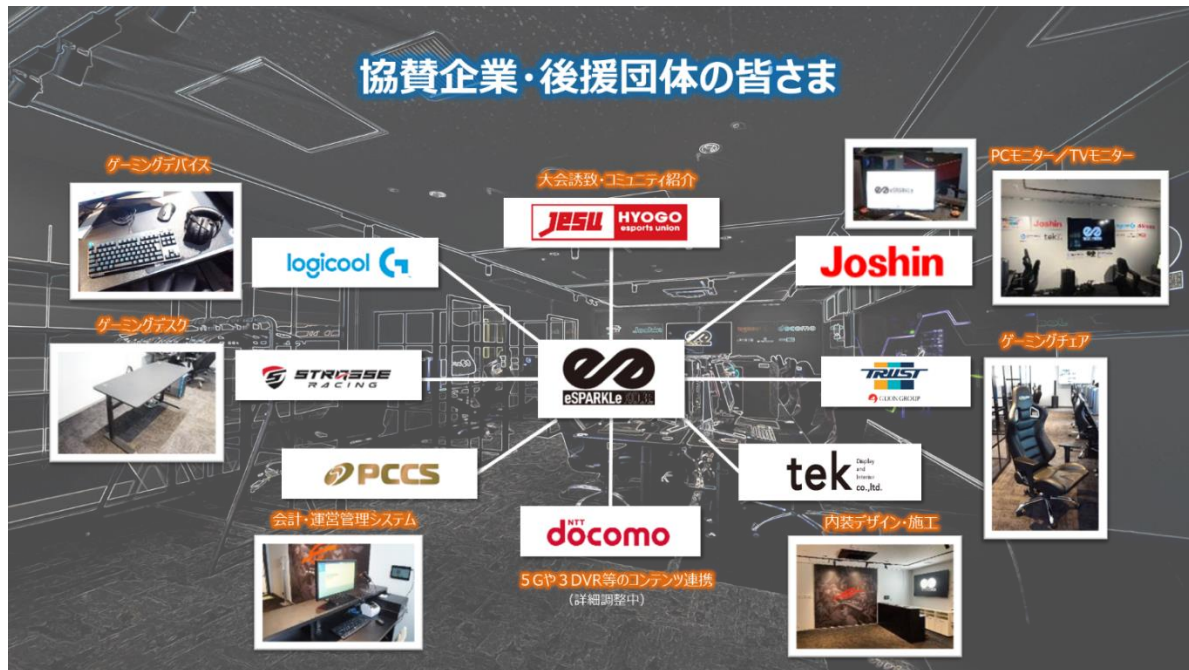 協賛企業・後援団体の皆さま
ゲーミングデバイス
logicool G
大会誘致・コミュニティ紹介
JESU HYOGO
esports union
PCモニター／TVモニター
eSPARKLe
Joshin
Joshin
tek
ゲーミングデスク
STRASSE
RACING
eSPARKLe
TRUST
GLION GROUP
ゲーミングチェア
PCCS
会計・運営管理システム
NTT
docomo
５Gや３DVR等のコンテンツ連携
（詳細調整中）
tek Display
and
Interior
co.,ltd.
内装デザイン・施工
Joshin
docomo